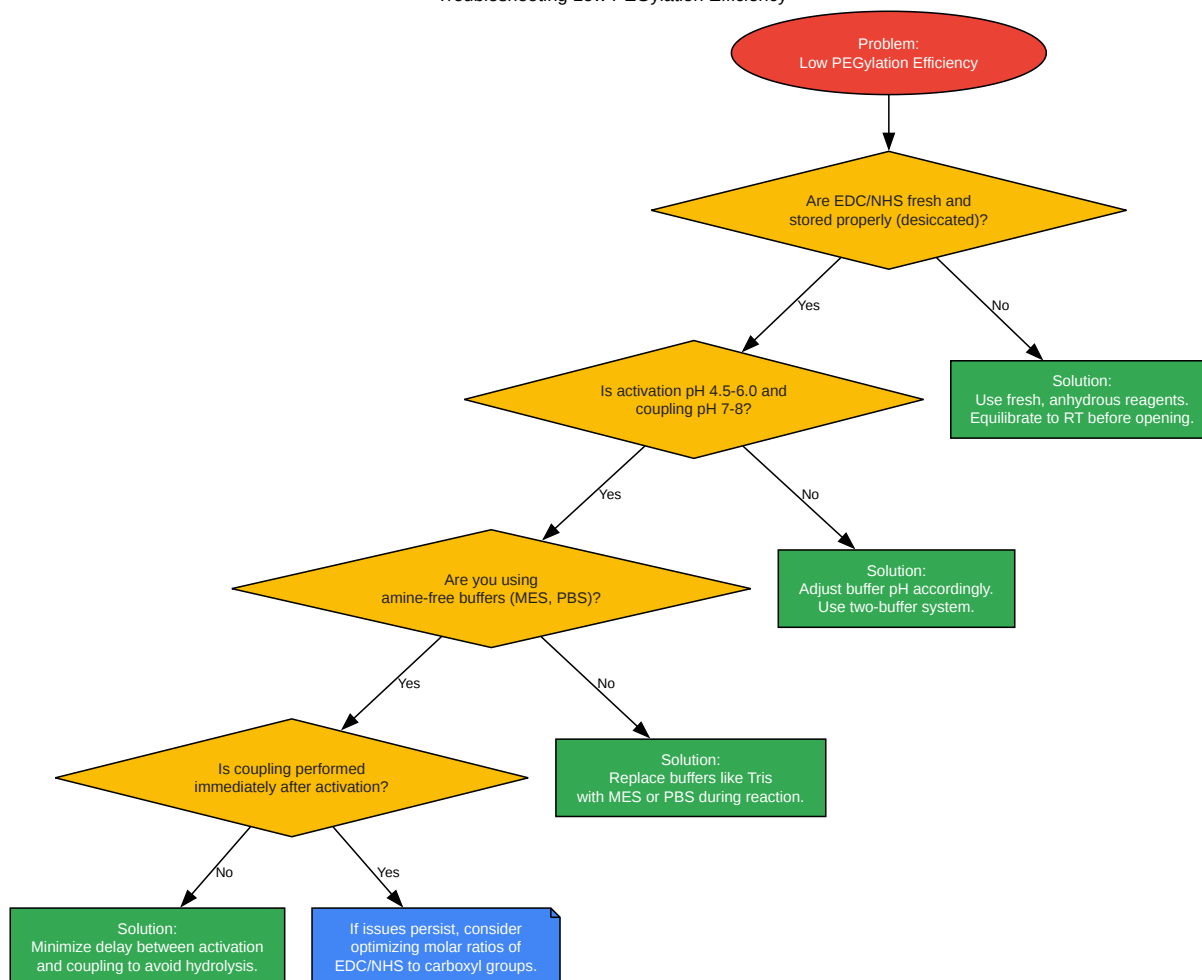 Troubleshooting Low PEGylation Efficiency
Problem:
Low PEGylation Efficiency
Are EDC/NHS fresh and
stored properly (desiccated)?
Yes
No
Is activation pH 4.5-6.0 and
coupling pH 7-8?
Solution:
Use fresh, anhydrous reagents.
Equilibrate to RT before opening.
Yes
No
Are you using
amine-free buffers (MES, PBS)?
Solution:
Adjust buffer pH accordingly.
Use two-buffer system.
Yes
No
Is coupling performed
immediately after activation?
Solution:
Replace buffers like Tris
with MES or PBS during reaction.
No
Yes
Solution:
Minimize delay between activation
and coupling to avoid hydrolysis.
If issues persist, consider
optimizing molar ratios of
EDC/NHS to carboxyl groups.